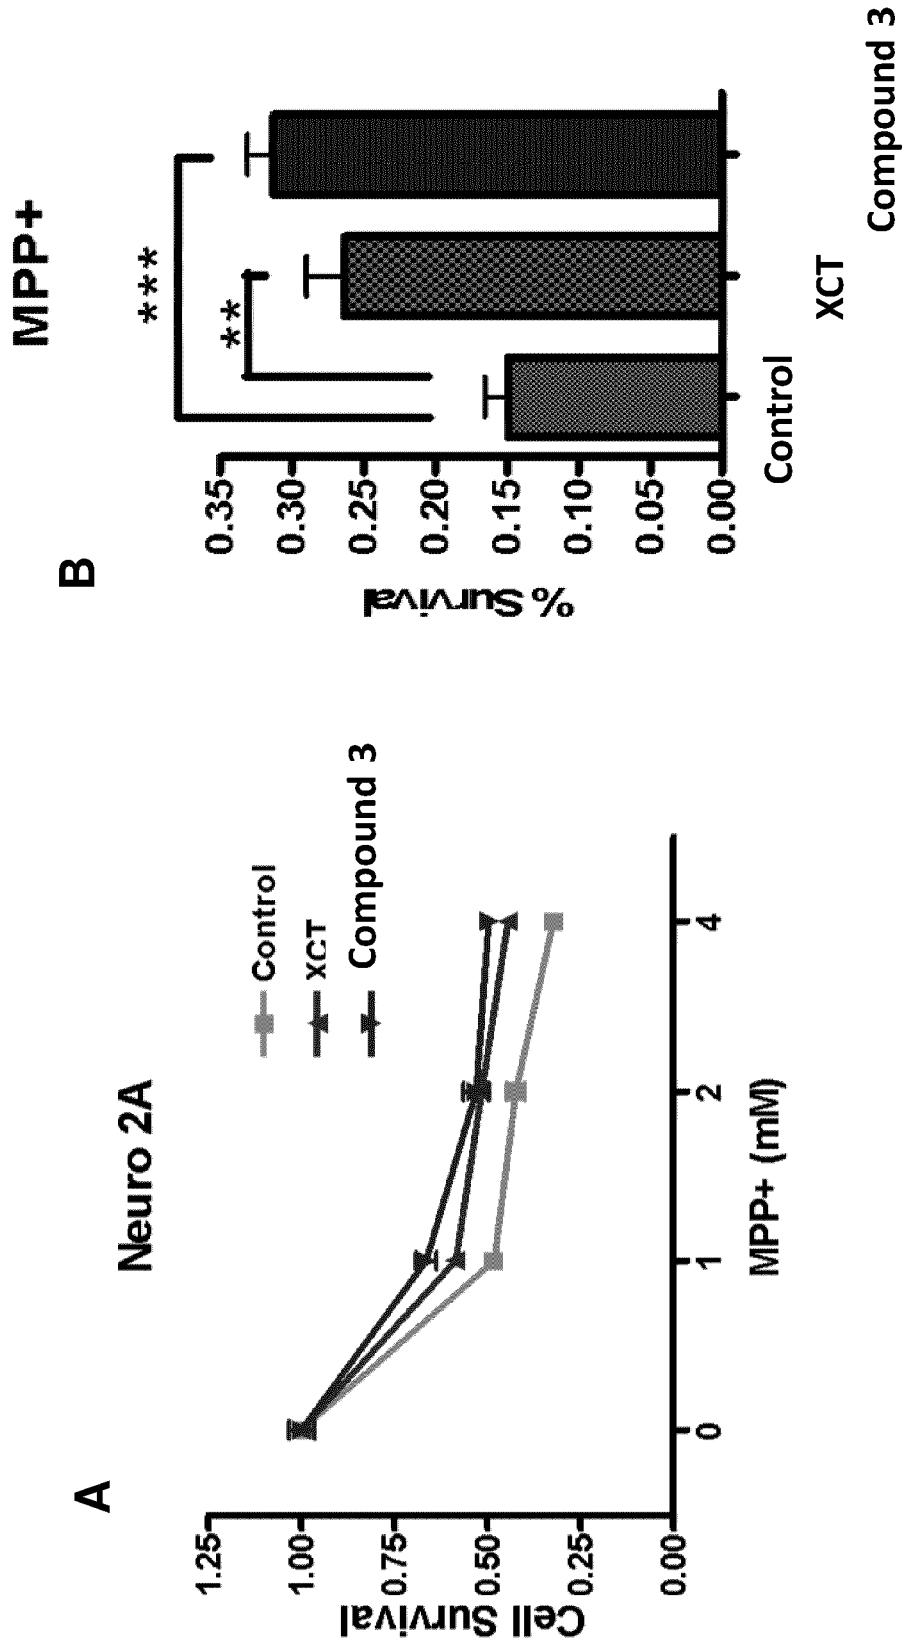 A
Neuro 2A
Control
XCT
Compound 3
Cell Survival
1.25
1.00
0.75
0.50
0.25
0.00
0 1 2 4
MPP+ (mM)
B
MPP+
***
**
% Survival
0.35
0.30
0.25
0.20
0.15
0.10
0.05
0.00
Control
XCT
Compound 3